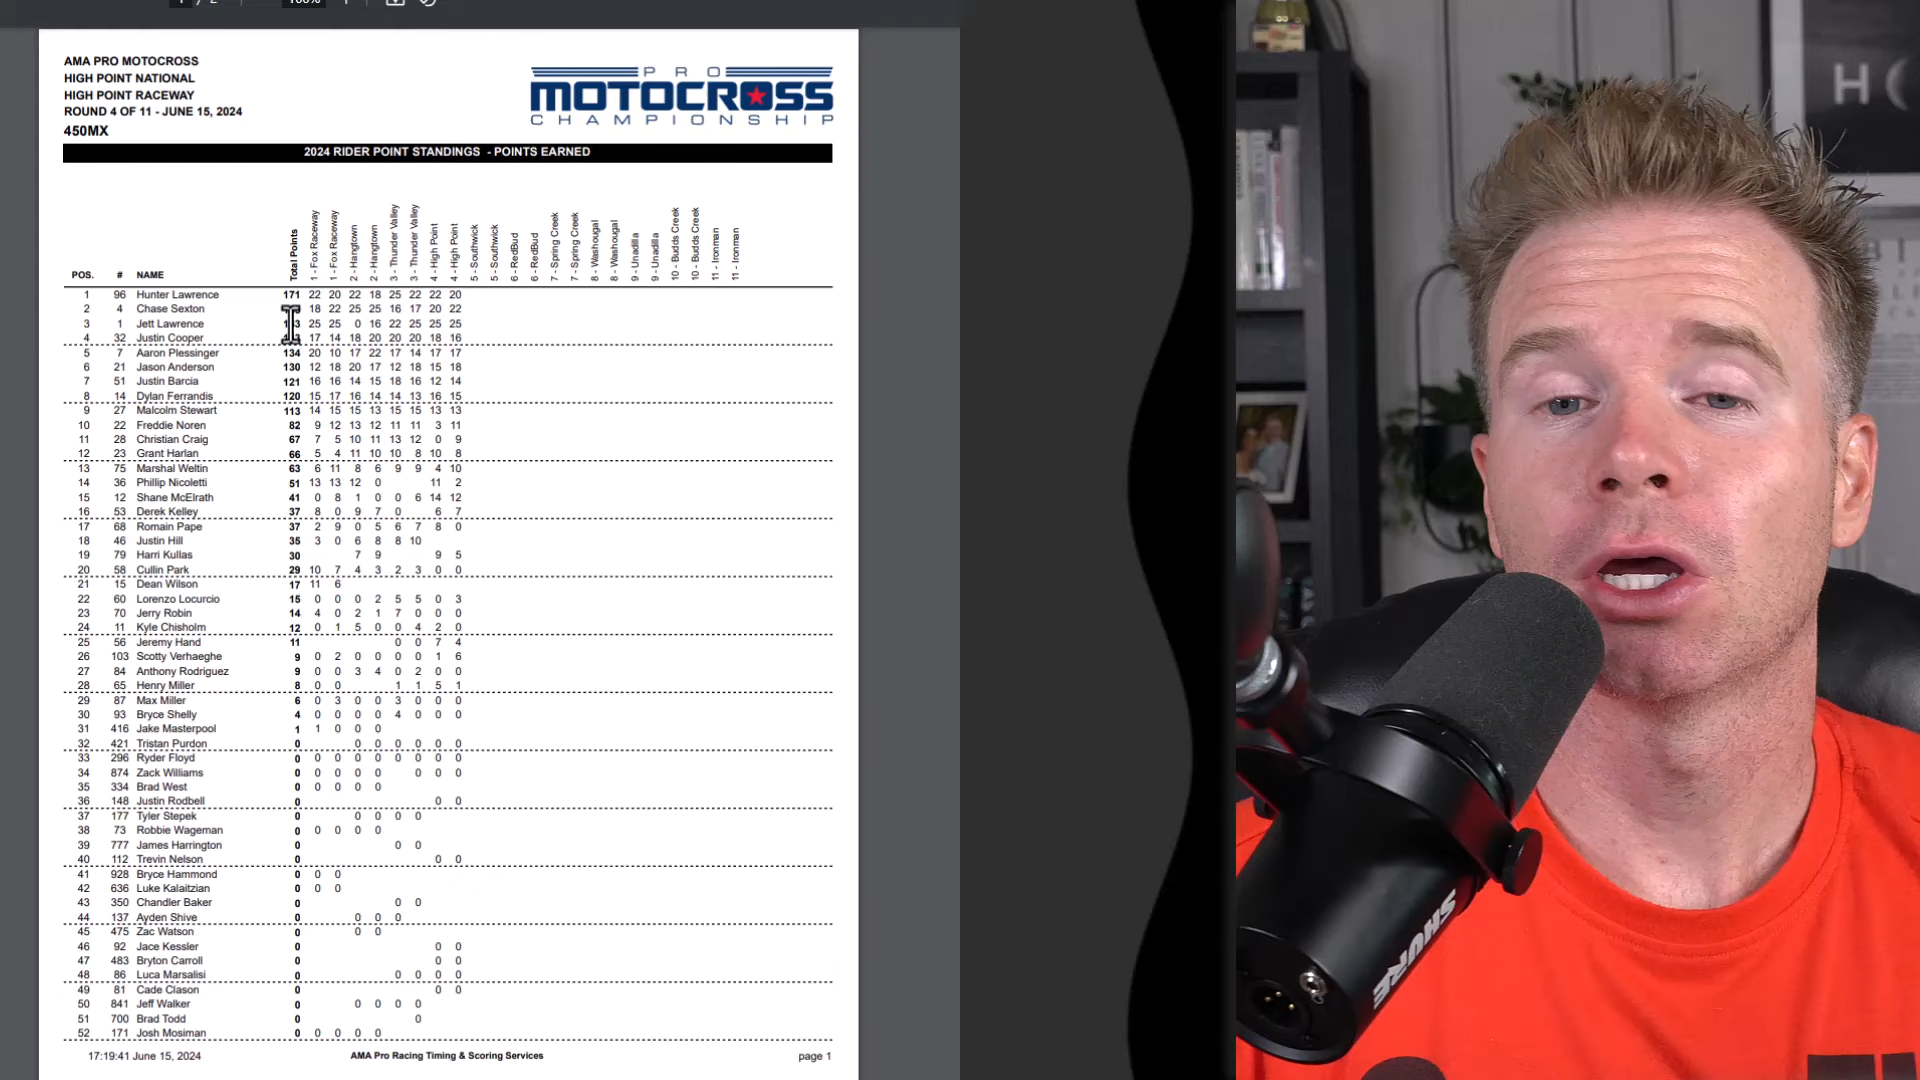 AMA PRO MOTOCROSS
HIGH POINT NATIONAL
HIGH POINT RACEWAY
ROUND 4 OF 11 - JUNE 15, 2024
450MX
PRO
MOTOCROSS
CHAMPIONSHIP
2024 RIDER POINT STANDINGS - POINTS EARNED
POS. # NAME Total Points 1 - Fox Raceway 1 - Fox Raceway 2 - Hangtown 2 - Hangtown 3 - Thunder Valley 3 - Thunder Valley 4 - High Point 4 - High Point 5 - Southwick 5 - Southwick 6 - RedBud 6 - RedBud 7 - Spring Creek 7 - Spring Creek 8 - Washougal 8 - Washougal 9 - Unadilla 9 - Unadilla 10 - Budds Creek 10 - Budds Creek 11 - Ironman 11 - Ironman
1 96 Hunter Lawrence 171 22 20 22 18 25 22 22 20
2 4 Chase Sexton 18 22 25 25 16 17 20 22
3 1 Jett Lawrence 25 25 0 16 22 25 25 25
4 32 Justin Cooper 17 14 18 20 20 20 18 16
5 7 Aaron Plessinger 134 20 10 17 22 17 14 17 17
6 21 Jason Anderson 130 12 18 20 17 12 18 15 18
7 51 Justin Barcia 121 16 16 14 15 18 16 12 14
8 14 Dylan Ferrandis 120 15 17 16 14 14 13 16 15
9 27 Malcolm Stewart 113 14 15 15 13 15 15 13 13
10 22 Freddie Noren 82 9 12 13 12 11 11 3 11
11 28 Christian Craig 67 7 5 10 11 13 12 0 9
12 23 Grant Harlan 66 5 4 11 10 10 8 10 8
13 75 Marshal Weltin 63 6 11 8 6 9 9 4 10
14 36 Phillip Nicoletti 51 13 13 12 0 11 2
15 12 Shane McElrath 41 0 8 1 0 0 6 14 12
16 53 Derek Kelley 37 8 0 9 7 0 6 7
17 68 Romain Pape 37 2 9 0 5 6 7 8 0
18 46 Justin Hill 35 3 0 6 8 8 10
19 79 Harri Kullas 30 7 9 9 5
20 58 Cullin Park 29 10 7 4 3 2 3 0 0
21 15 Dean Wilson 17 11 6
22 60 Lorenzo Locurcio 15 0 0 0 2 5 5 0 3
23 70 Jerry Robin 14 4 0 2 1 7 0 0 0
24 11 Kyle Chisholm 12 0 1 5 0 0 4 2 0
25 56 Jeremy Hand 11 0 0 7 4
26 103 Scotty Verhaeghe 9 0 2 0 0 0 0 1 6
27 84 Anthony Rodriguez 9 0 0 3 4 0 2 0 0
28 65 Henry Miller 8 0 0 1 1 5 1
29 87 Max Miller 6 0 3 0 0 3 0 0 0
30 93 Bryce Shelly 4 0 0 0 0 4 0 0 0
31 416 Jake Masterpool 1 1 0 0 0
32 421 Tristan Purdon 0 0 0 0 0 0 0
33 296 Ryder Floyd 0 0 0 0 0 0 0 0 0
34 874 Zack Williams 0 0 0 0 0 0 0 0
35 334 Brad West 0 0 0 0 0
36 148 Justin Rodbell 0 0 0
37 177 Tyler Stepek 0 0 0 0 0
38 73 Robbie Wageman 0 0 0 0 0
39 777 James Harrington 0 0 0
40 112 Trevin Nelson 0 0 0
41 928 Bryce Hammond 0 0 0
42 636 Luke Kalaitzian 0 0 0
43 350 Chandler Baker 0 0 0
44 137 Ayden Shive 0 0 0 0
45 475 Zac Watson 0 0 0
46 92 Jace Kessler 0 0 0
47 483 Bryton Carroll 0 0 0
48 86 Luca Marsalisi 0 0 0 0 0
49 81 Cade Clason 0 0 0
50 841 Jeff Walker 0 0 0 0 0
51 700 Brad Todd 0 0
52 171 Josh Mosiman 0 0 0 0 0
17:19:41 June 15, 2024 AMA Pro Racing Timing & Scoring Services page 1
H
SHURE